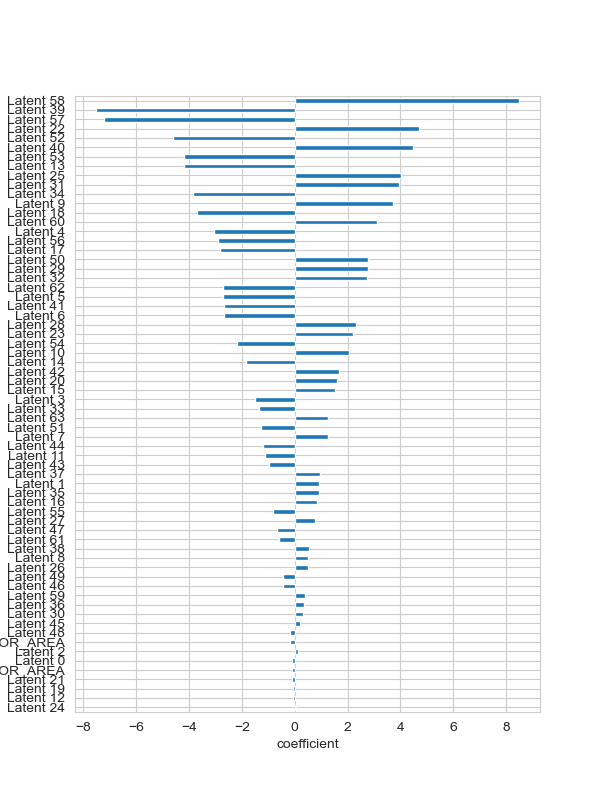 Latent 58
Latent 39
Latent 57
Latent 22
Latent 52
Latent 40
Latent 53
Latent 13
Latent 25
Latent 31
Latent 34
Latent 9
Latent 18
Latent 60
Latent 4
Latent 56
Latent 17
Latent 50
Latent 29
Latent 32
Latent 62
Latent 5
Latent 41
Latent 6
Latent 28
Latent 23
Latent 54
Latent 10
Latent 14
Latent 42
Latent 20
Latent 15
Latent 3
Latent 33
Latent 63
Latent 51
Latent 7
Latent 44
Latent 11
Latent 43
Latent 37
Latent 1
Latent 35
Latent 16
Latent 55
Latent 27
Latent 47
Latent 61
Latent 38
Latent 8
Latent 26
Latent 49
Latent 46
Latent 59
Latent 36
Latent 30
Latent 45
Latent 48
OR_AREA
Latent 2
Latent 0
OR_AREA
Latent 21
Latent 19
Latent 12
Latent 24
−8 −6 −4 −2 0 2 4 6 8
coefficient